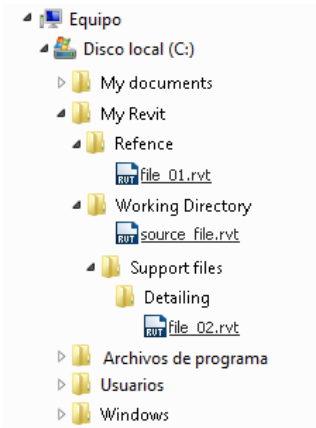 Equipo
Disco local (C:)
My documents
My Revit
Refence
RVT file_01.rvt
Working Directory
RVT source_file.rvt
Support files
Detailing
RVT file_02.rvt
Archivos de programa
Usuarios
Windows